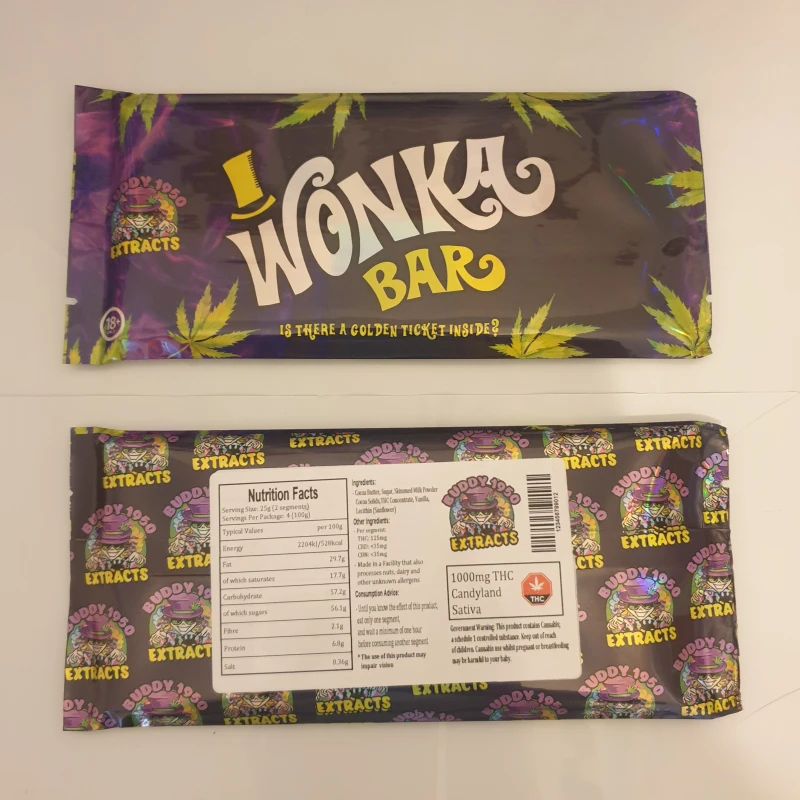 BUDDY 1950
EXTRACTS
18+
WONKA
BAR
IS THERE A GOLDEN TICKET INSIDE?
Nutrition Facts
Serving Size: 25g (2 segments)
Servings Per Package: 4 (100g)
Typical Values per 100g
Energy 2204kj/528kcal
Fat 29.7g
of which saturates 17.7g
Carbohydrate 57.2g
of which sugars 56.1g
Fibre 2.1g
Protein 6.8g
Salt 0.36g
Ingredients:
- Cocoa Butter, Sugar, Skimmed Milk Powder
Cocoa Solids, THC Concentrate, Vanilla,
Lecithin (Sunflower)
Other Ingredients:
- Per segment:
THC: 125mg
CBD: <35mg
CBN: <35mg
- Made in a Facility that also
processes nuts, dairy and
other unknown allergens
Consumption Advice:
- Until you know the effect of this product,
eat only one segment,
and wait a minimum of one hour
before consuming another segment
* The use of this product may
impair vision
BUDDY 1950
EXTRACTS
123456789012
1000mg THC
Candyland
Sativa
THC
Government Warning: This product contains Cannabis,
a schedule 1 controlled substance. Keep out of reach
of children. Cannabis use whilst pregnant or breastfeeding
may be harmful to your baby.
BUDDY 1950
EXTRACTS